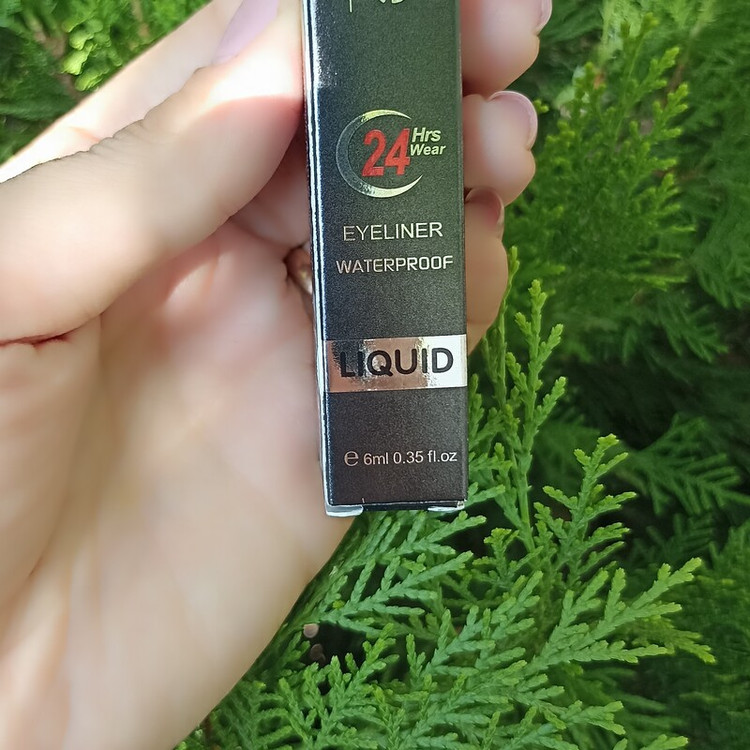 24 Hrs
Wear
EYELINER
WATERPROOF
LIQUID
℮ 6ml 0.35 fl.oz